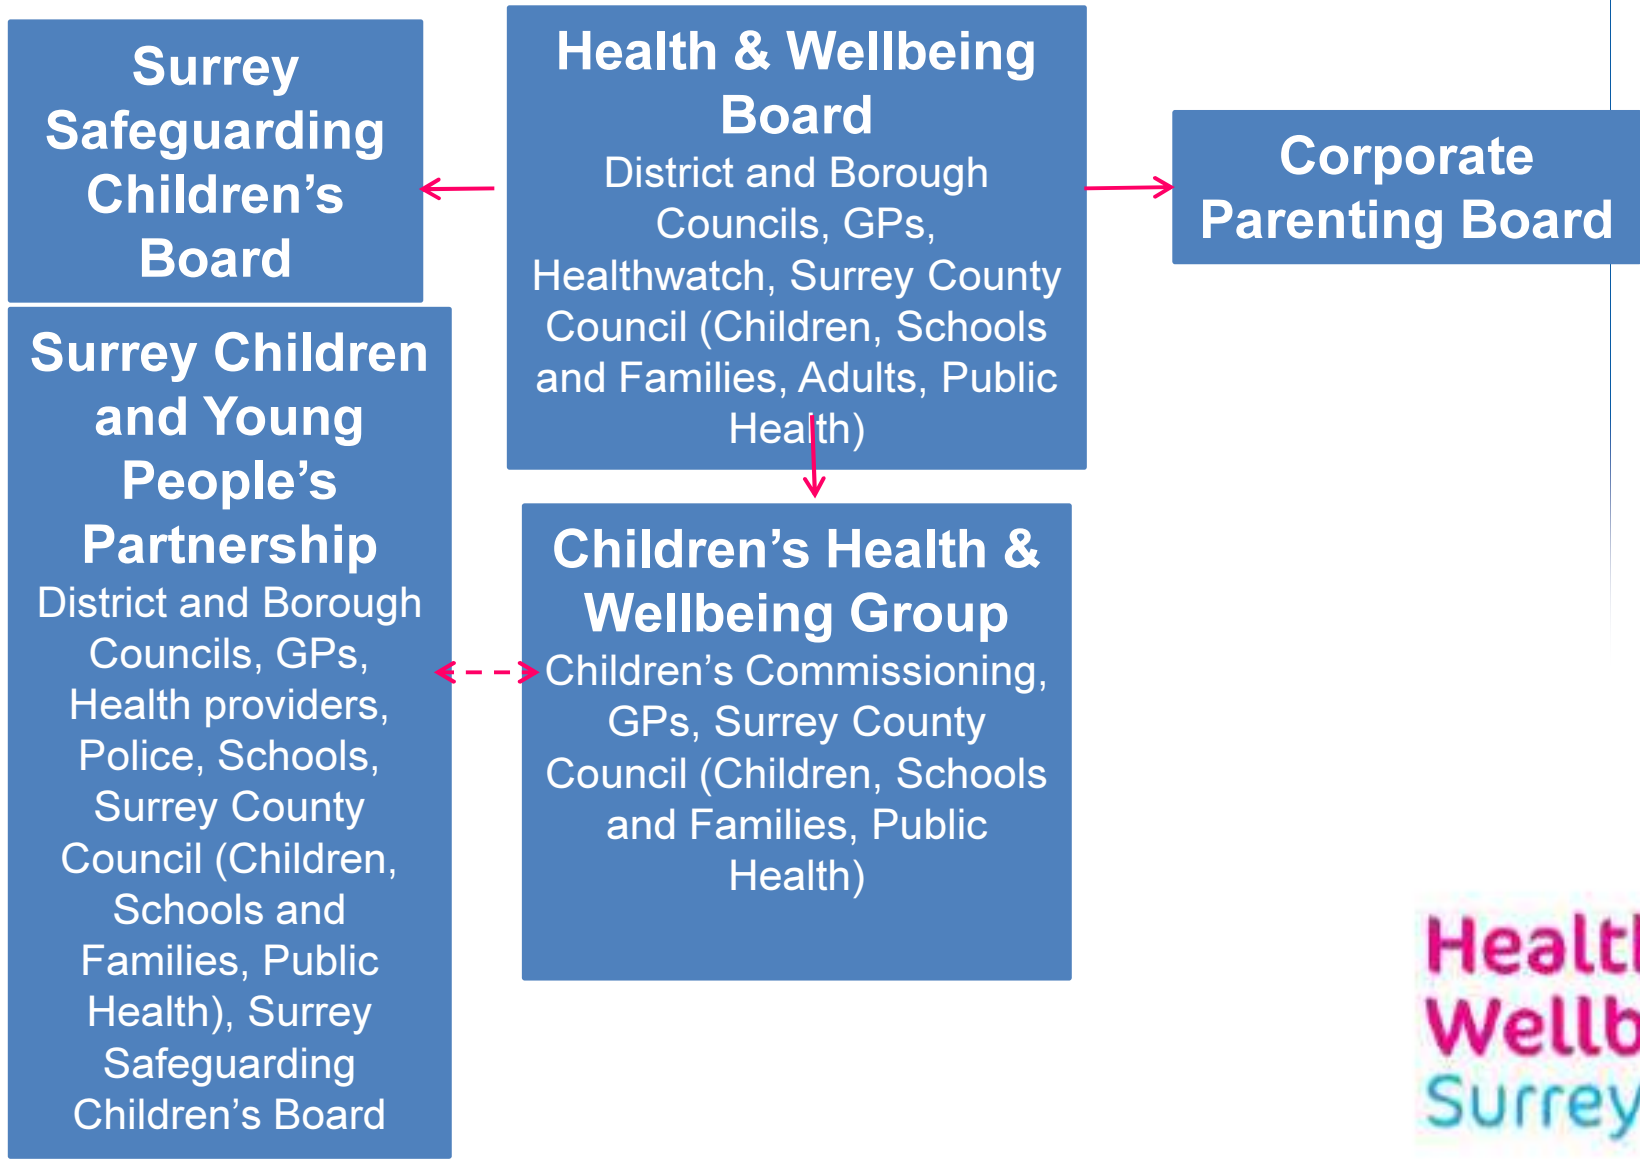 Surrey
Safeguarding
Children’s
Board
Health & Wellbeing
Board
District and Borough
Councils, GPs,
Healthwatch, Surrey County
Council (Children, Schools
and Families, Adults, Public
Health)
Corporate
Parenting Board
Surrey Children
and Young
People’s
Partnership
District and Borough
Councils, GPs,
Health providers,
Police, Schools,
Surrey County
Council (Children,
Schools and
Families, Public
Health), Surrey
Safeguarding
Children’s Board
Children’s Health &
Wellbeing Group
Children’s Commissioning,
GPs, Surrey County
Council (Children, Schools
and Families, Public
Health)
Healt
Wellb
Surrey